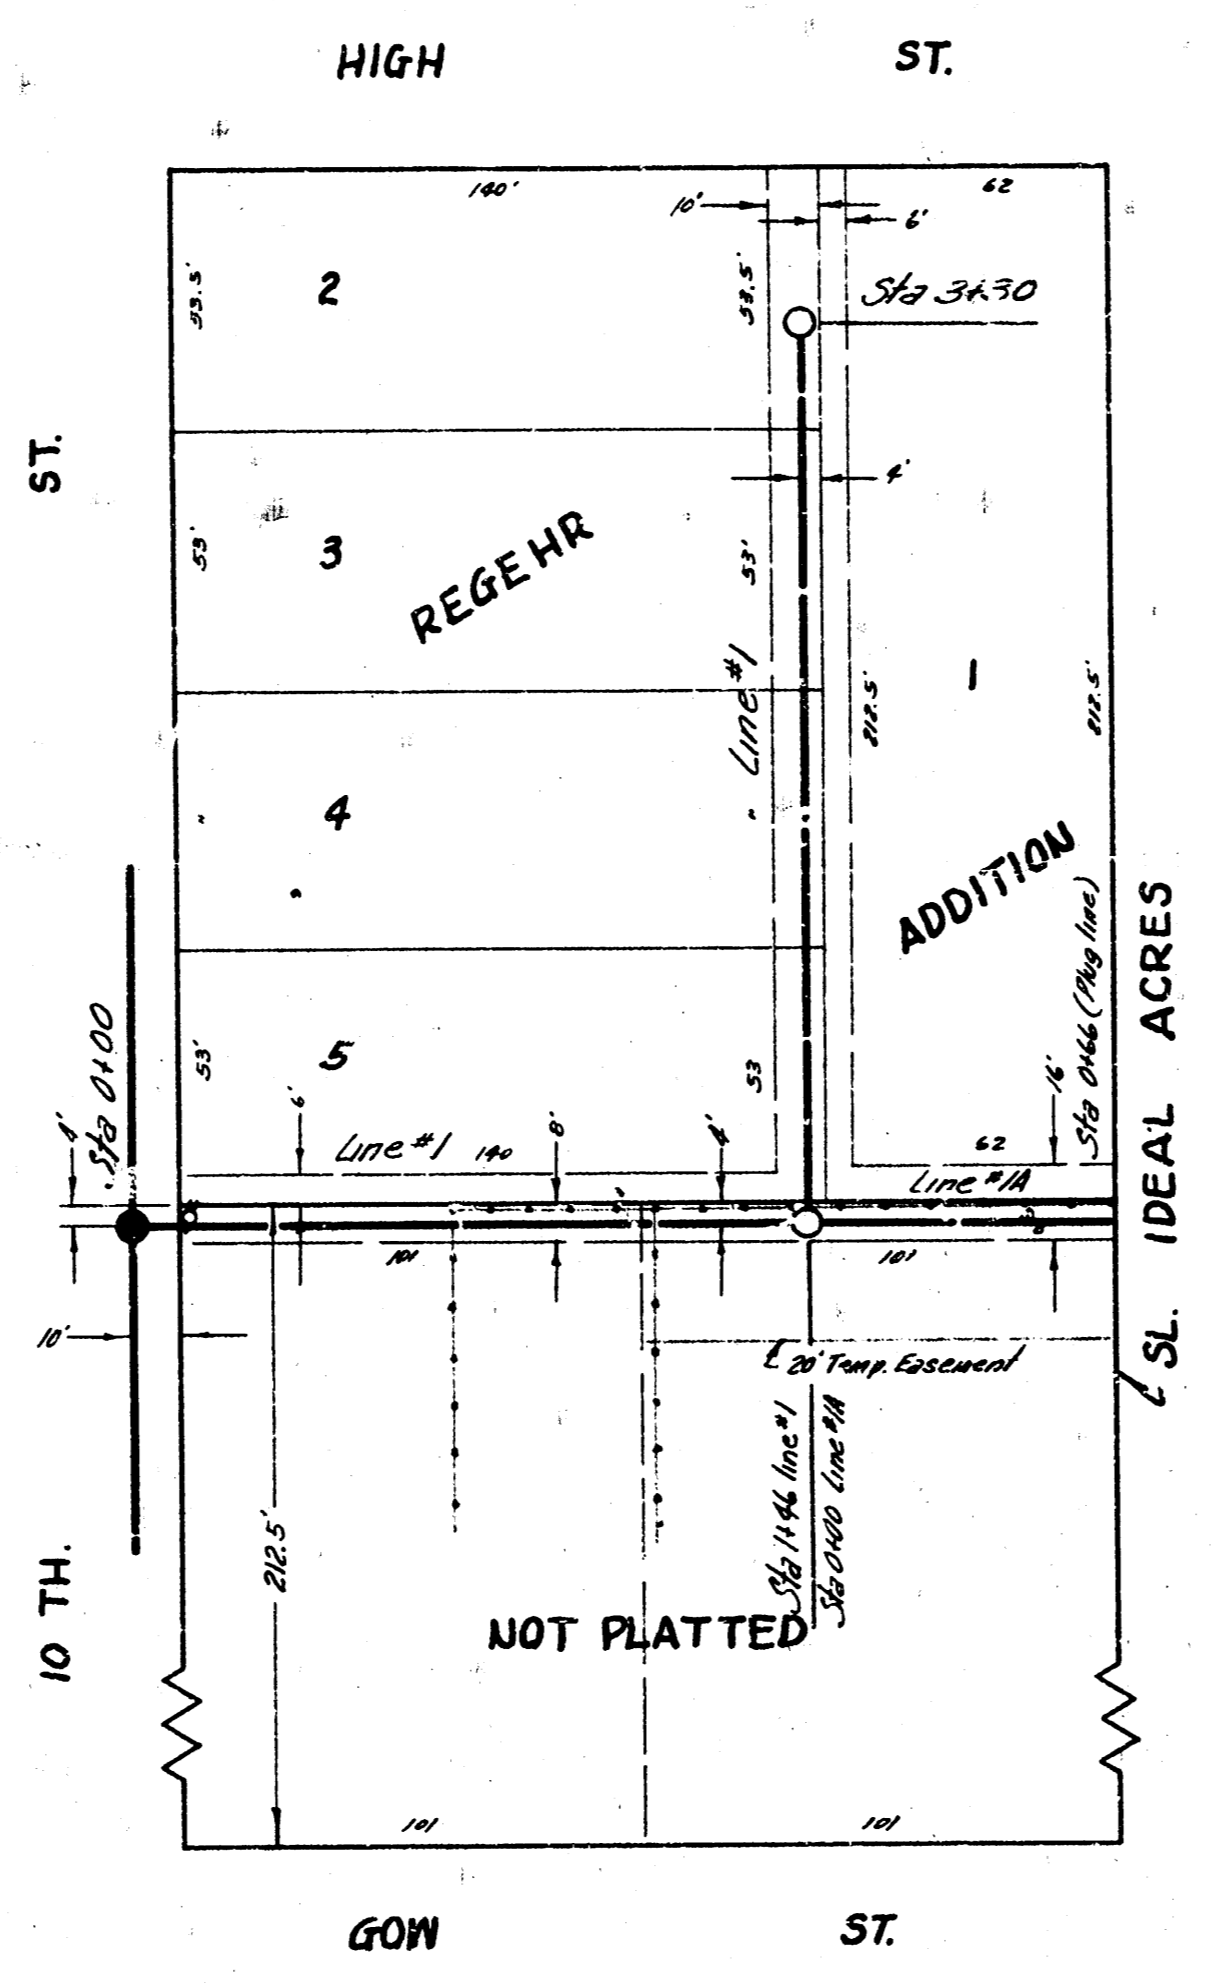 HIGH ST.
140'
62
10'
6'
53.5'
2
53.5'
Sta 3+30
ST.
4'
53'
3
REGEHR
53'
Line #1
212.5'
1
212.5'
"
4
"
ADDITION
Sta 0+66 (Plug line)
SL. IDEAL ACRES
Sta 0+00
53'
5
53
4'
6'
Line #1
140
8'
4'
62
16'
Line #1A
101
101
10'
20' Temp. Easement
Sta 1+46 line #1
Sta 0+00 Line #1A
212.5'
10 TH.
NOT PLATTED
101
101
GOW ST.